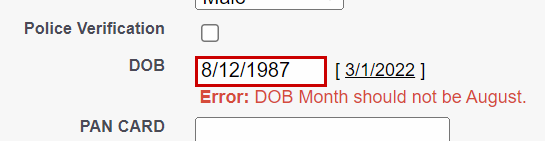 Male
Police Verification
DOB 8/12/1987 [ 3/1/2022 ]
Error: DOB Month should not be August.
PAN CARD